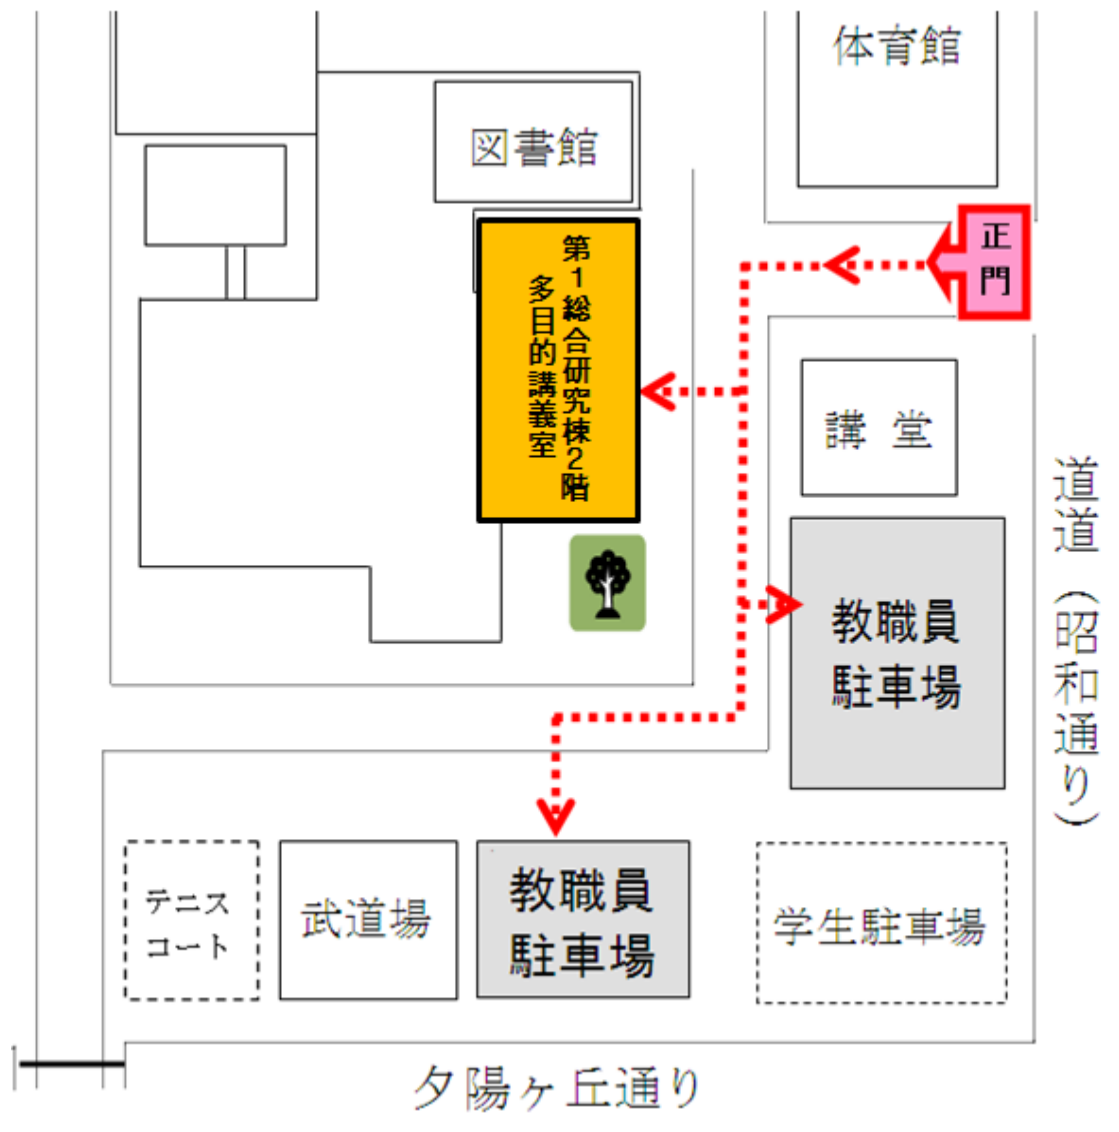 体育館
図書館
正門
第1総合研究棟2階
多目的講義室
講堂
道道(昭和通り)
教職員
駐車場
テニス
コート
武道場
教職員
駐車場
学生駐車場
夕陽ヶ丘通り